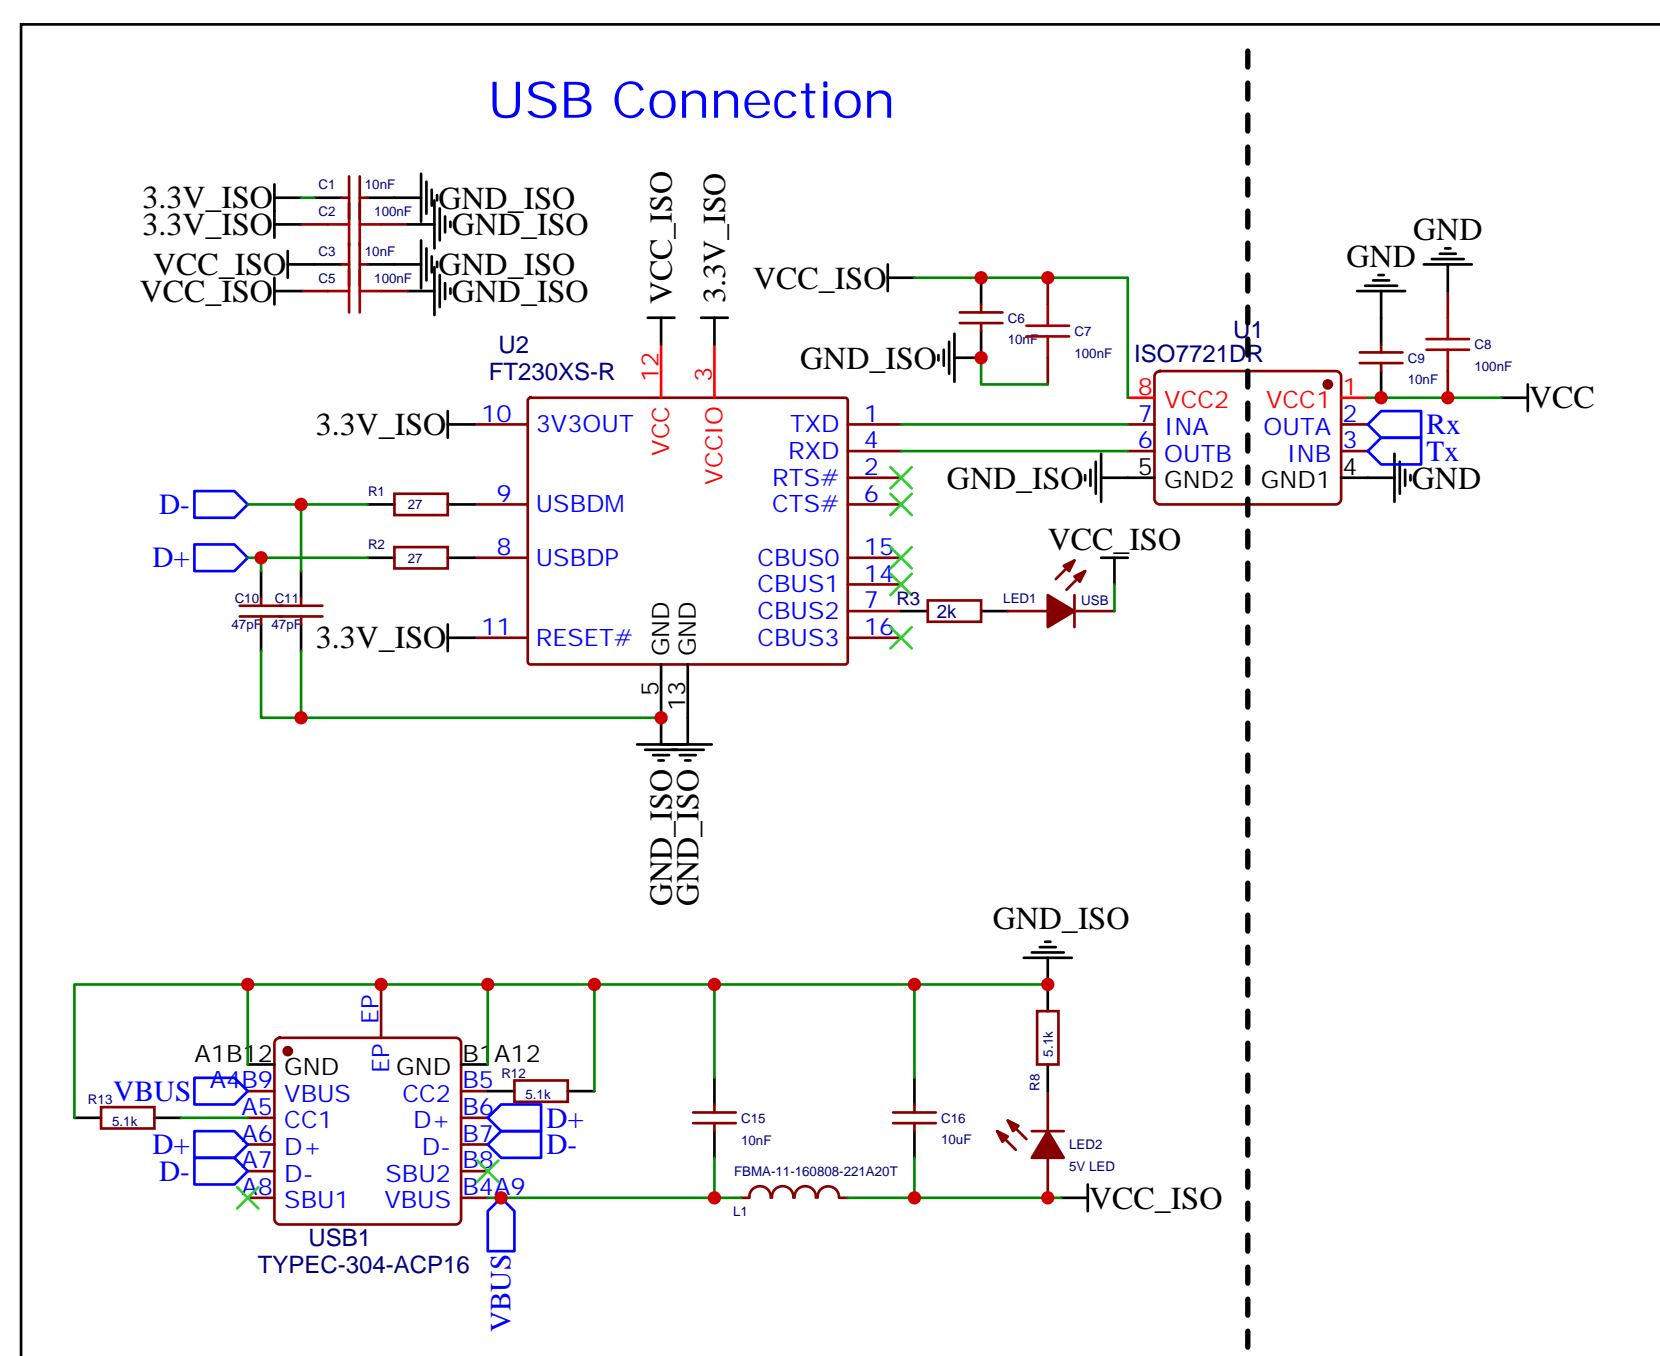 USB Connection
3.3V_ISO C1 10nF GND_ISO
3.3V_ISO C2 100nF GND_ISO
VCC_ISO C3 10nF GND_ISO
VCC_ISO C5 100nF GND_ISO
VCC_ISO
3.3V_ISO
U2
FT230XS-R
12
3
VCC
VCCIO
3.3V_ISO 10 3V3OUT
D- R1 27 9 USBDM
D+ R2 27 8 USBDP
C10 C11
47pF 47pF
3.3V_ISO 11 RESET#
GND GND
5 13
GND_ISO
GND_ISO
TXD 1
RXD 4
RTS# 2
CTS# 6
CBUS0 15
CBUS1 14
CBUS2 7
CBUS3 16
R3 2k LED1 USB
VCC_ISO
VCC_ISO
C6
10nF
C7
100nF
GND_ISO
U1
ISO7721DR
8 VCC2 VCC1 1
7 INA OUTA 2 Rx
6 OUTB INB 3 Tx
GND_ISO 5 GND2 GND1 4 GND
GND
GND
C9
10nF
C8
100nF
VCC
GND_ISO
EP
EP
A1B12 GND GND B1 A12
VBUS A4B9 VBUS CC2 B5 R12 5.1k
R13 5.1k A5 CC1 D+ B6 D+
D+ A6 D+ D- B7 D-
D- A7 D- SBU2 B8
A8 SBU1 VBUS B4A9
USB1
TYPEC-304-ACP16
VBUS
C15
10nF
FBMA-11-160808-221A20T
L1
C16
10uF
5.1k
R8
LED2
5V LED
VCC_ISO